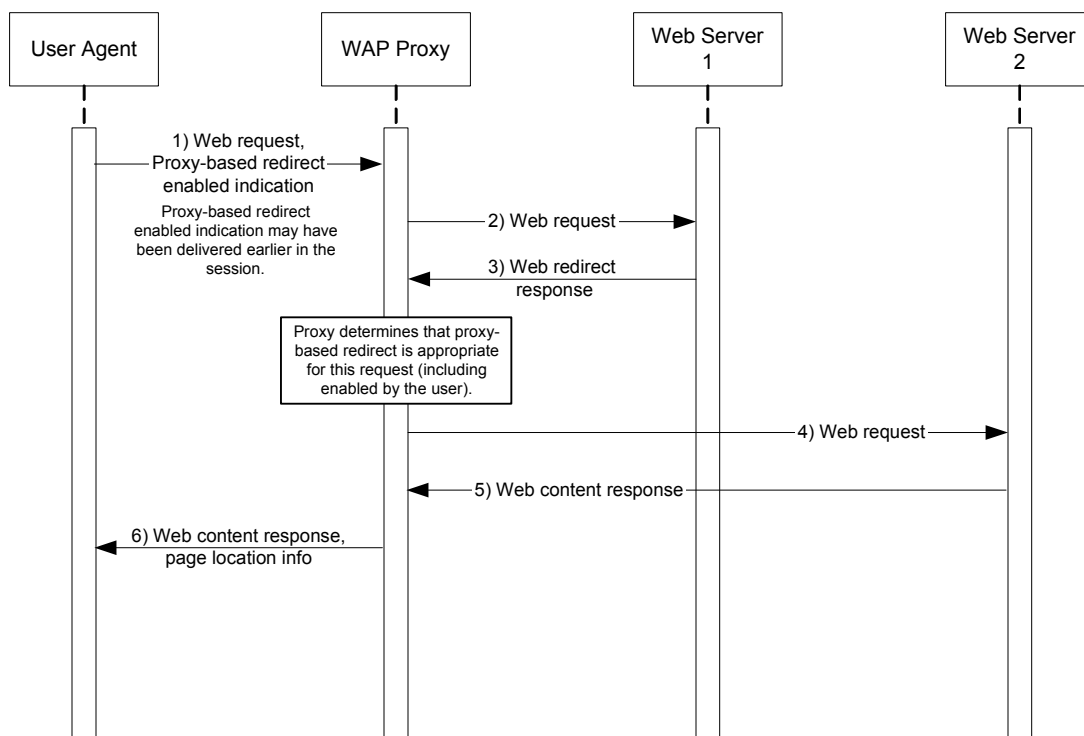 User Agent
WAP Proxy
Web Server
1
Web Server
2
1) Web request,
Proxy-based redirect
enabled indication
Proxy-based redirect
enabled indication may have
been delivered earlier in the
session.
2) Web request
3) Web redirect
response
Proxy determines that proxy-
based redirect is appropriate
for this request (including
enabled by the user).
4) Web request
5) Web content response
6) Web content response,
page location info